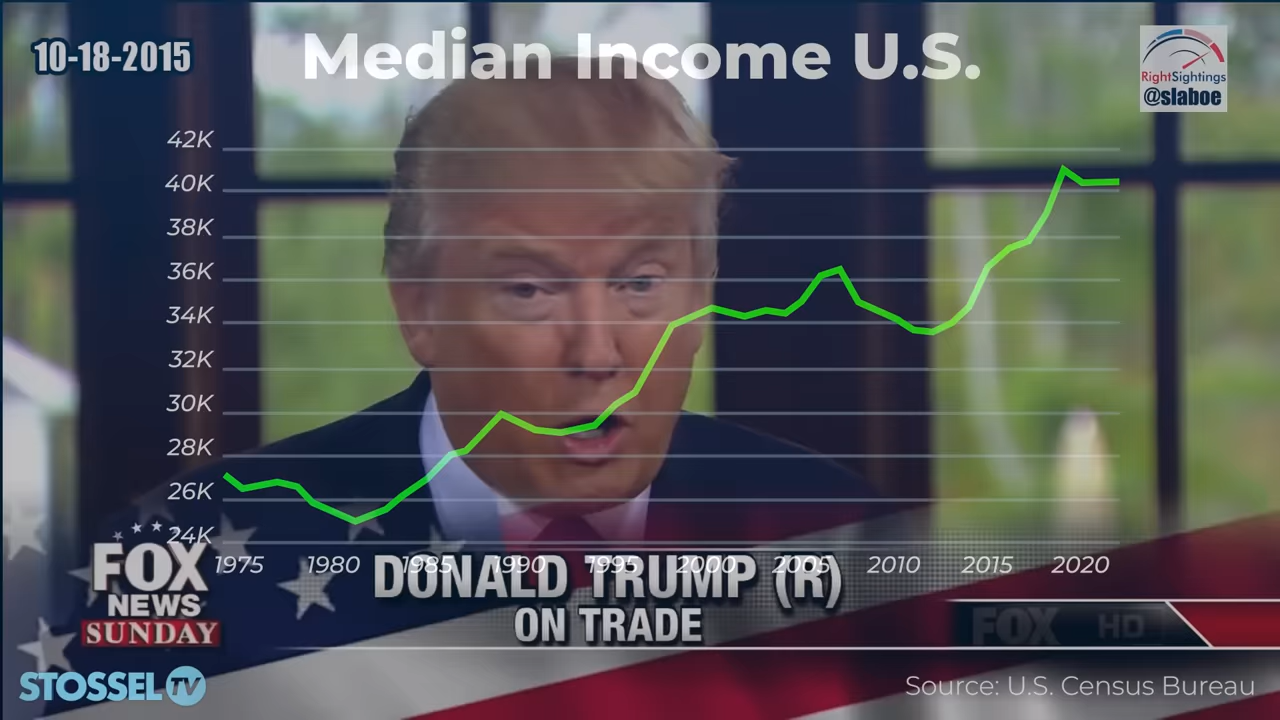 10-18-2015
Median Income U.S.
RightSightings
@slaboe
42K
40K
38K
36K
34K
32K
30K
28K
26K
24K
1975 1980 1985 1990 1995 2000 2005 2010 2015 2020
FOX
NEWS
SUNDAY
DONALD TRUMP (R)
ON TRADE
FOX HD
STOSSEL TV
Source: U.S. Census Bureau